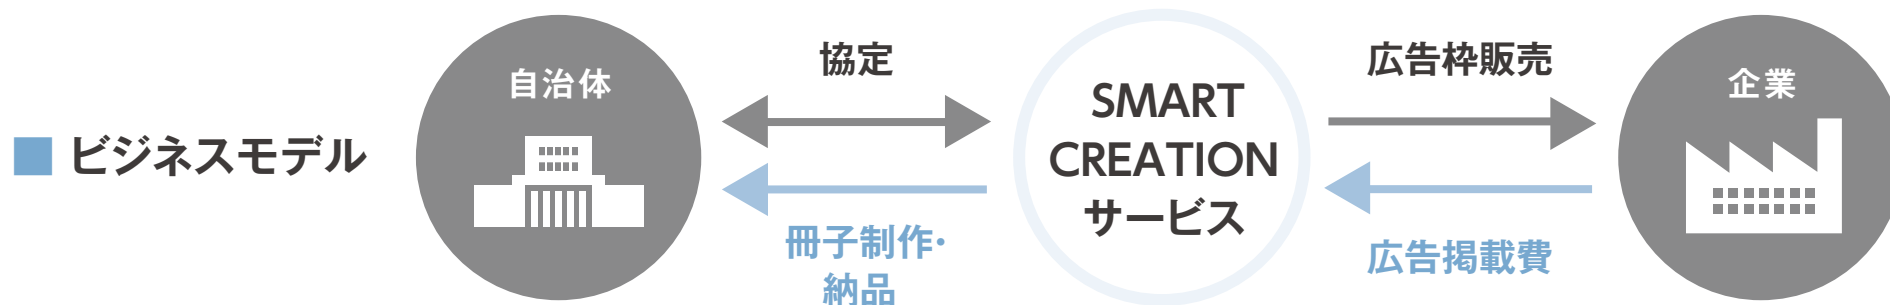 ■ ビジネスモデル
自治体
協定
冊子制作・
納品
SMART
CREATION
サービス
広告枠販売
広告掲載費
企業